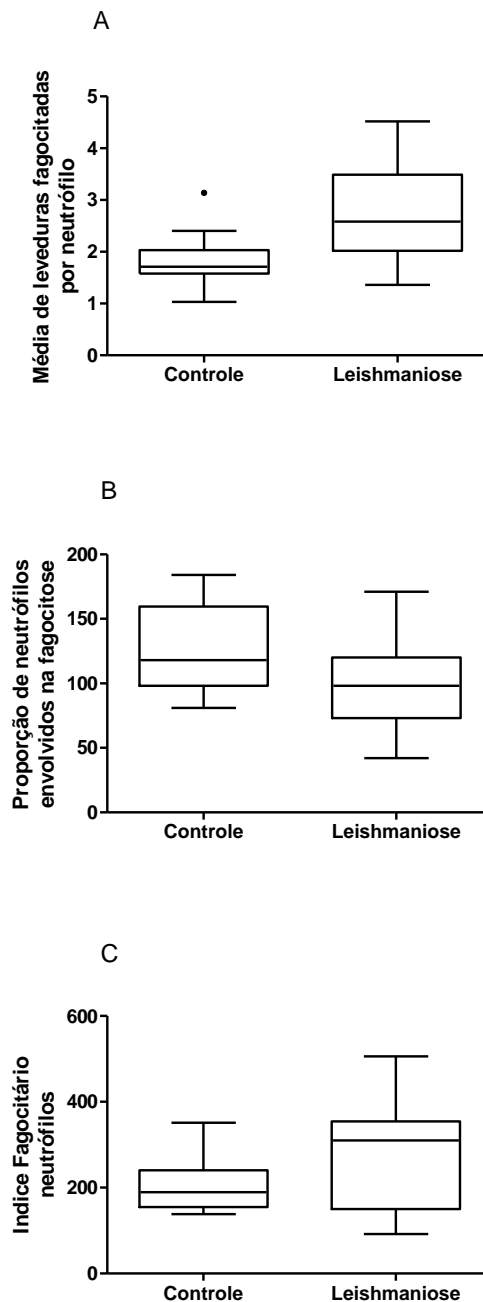 A
Média de leveduras fagocitadas
por neutrófilo
5
4
3
2
1
0
Controle
Leishmaniose
B
Proporção de neutrófilos
envolvidos na fagocitose
200
150
100
50
0
Controle
Leishmaniose
C
Indice Fagocitário
neutrófilos
600
400
200
0
Controle
Leishmaniose